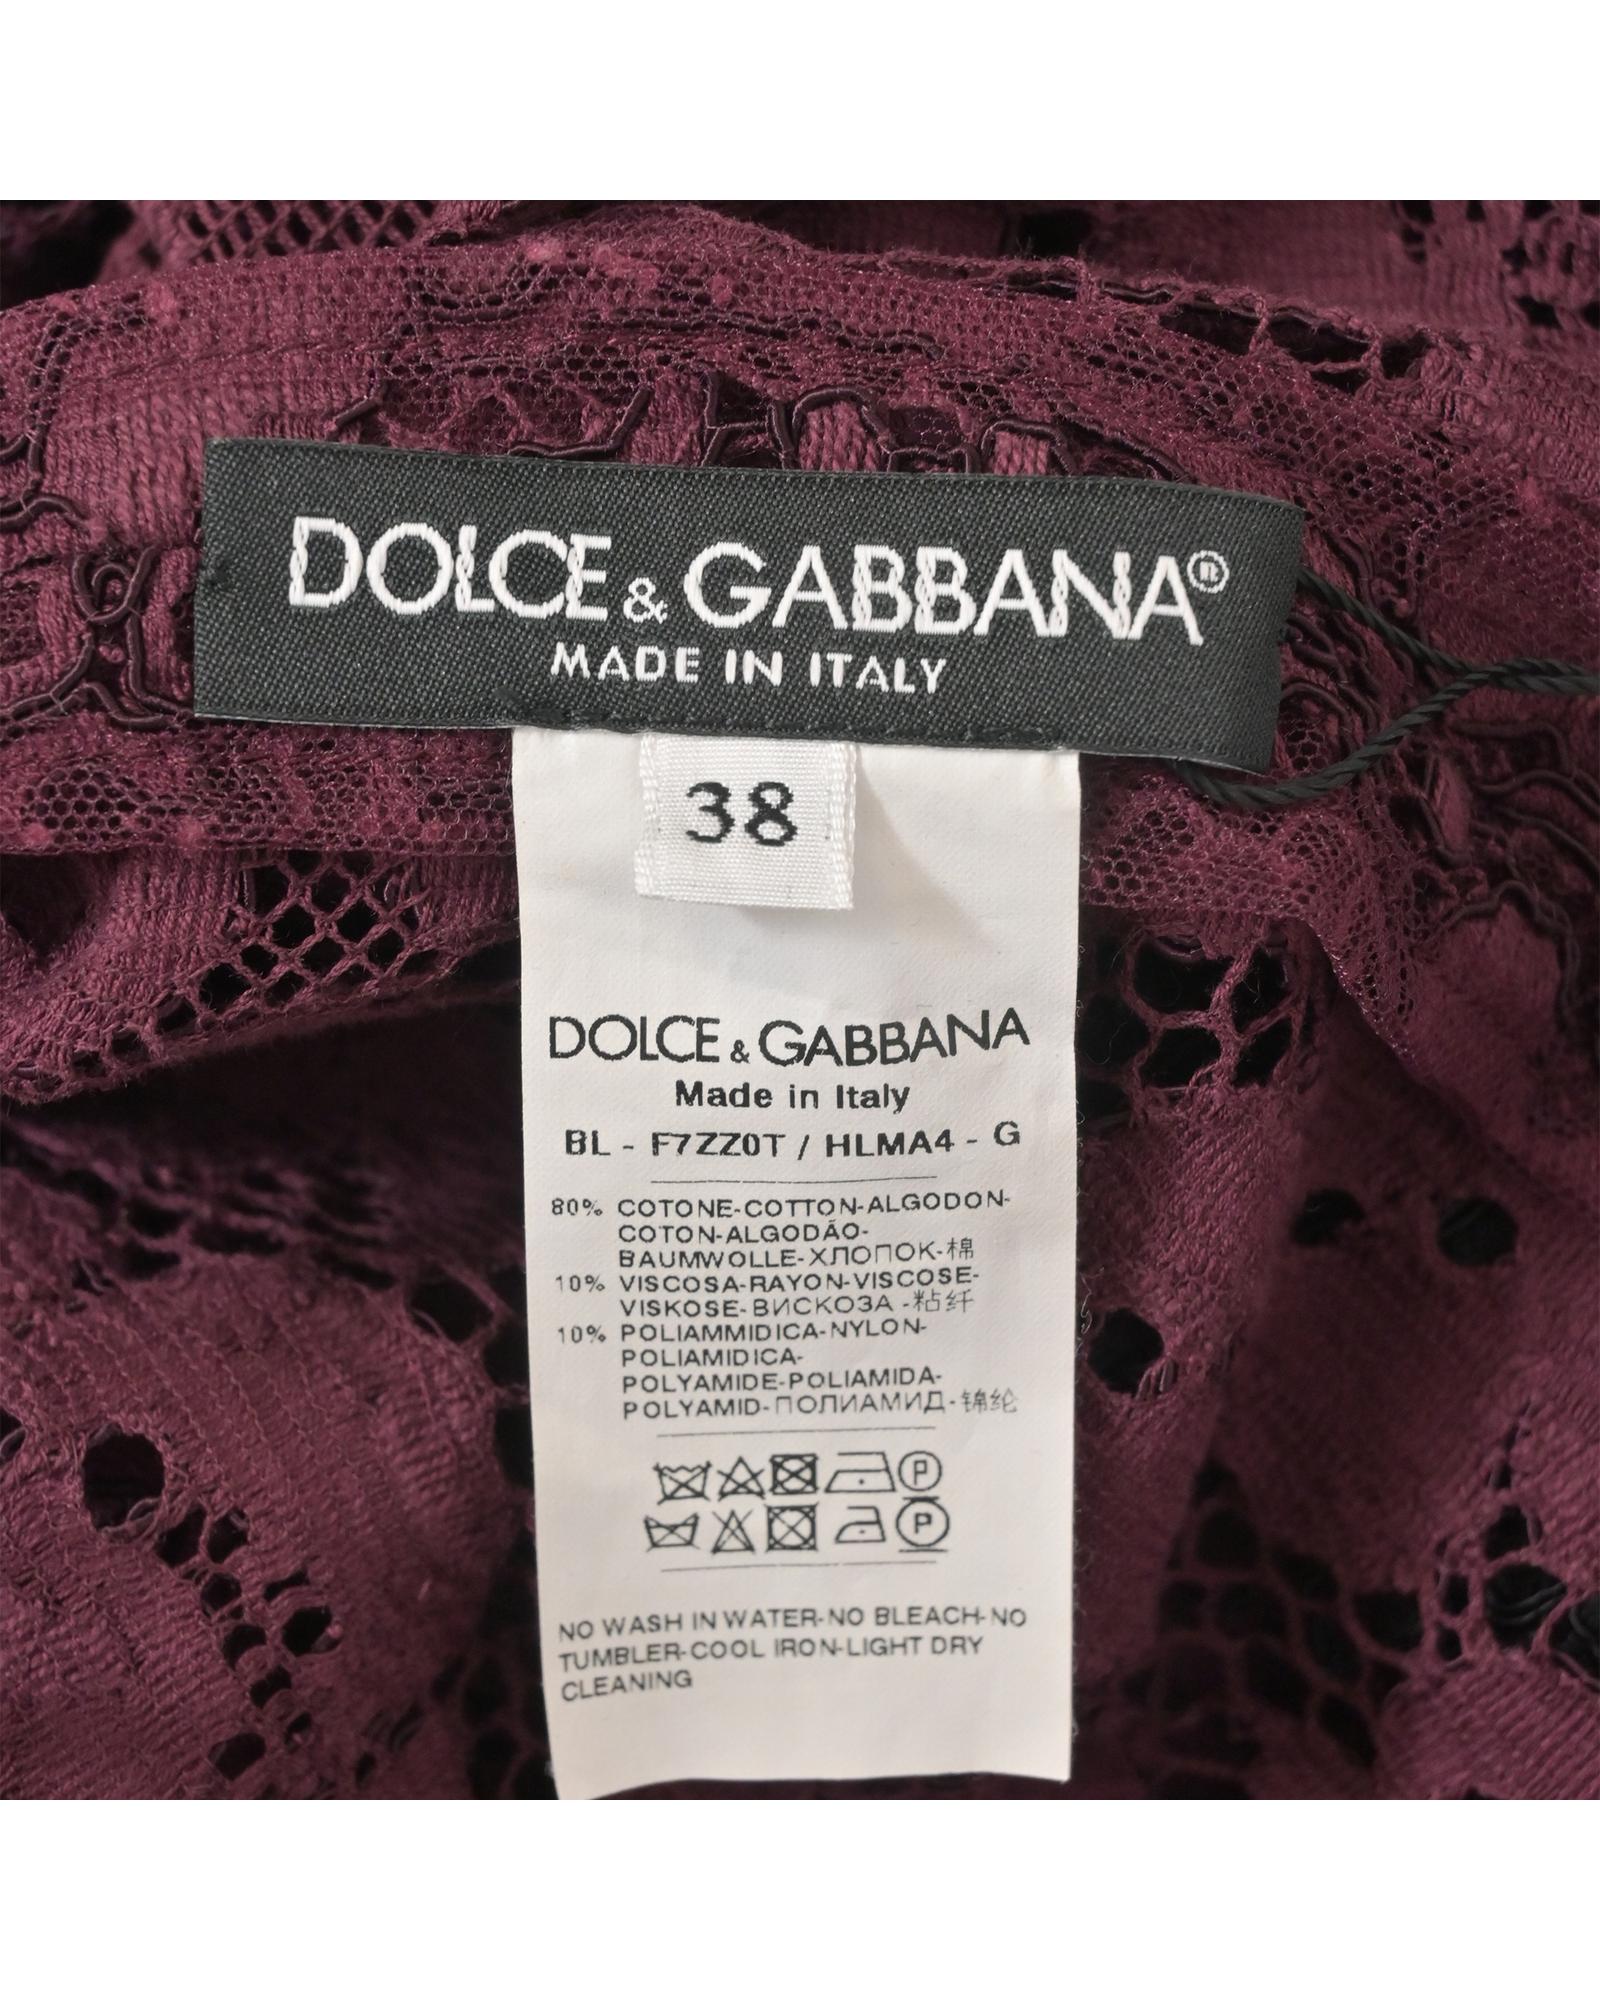 DOLCE & GABBANA®
MADE IN ITALY
38
DOLCE & GABBANA
Made in Italy
BL - F7ZZ0T / HLMA4 - G
80% COTONE-COTTON-ALGODON-
COTON-ALGODÃO-
BAUMWOLLE-ХЛОПОК-棉
10% VISCOSA-RAYON-VISCOSE-
VISKOSE-ВИСКОЗА -粘纤
10% POLIAMMIDICA-NYLON-
POLIAMIDICA-
POLYAMIDE-POLIAMIDA-
POLYAMID-ПОЛИАМИД-锦纶
P
P
NO WASH IN WATER-NO BLEACH-NO
TUMBLER-COOL IRON-LIGHT DRY
CLEANING